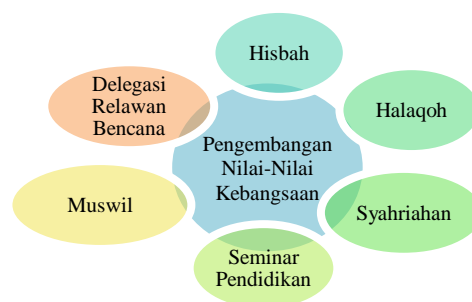 Hisbah
Delegasi
Relawan
Bencana
Halaqoh
Pengembangan
Nilai-Nilai
Kebangsaan
Muswil
Syahriahan
Seminar
Pendidikan